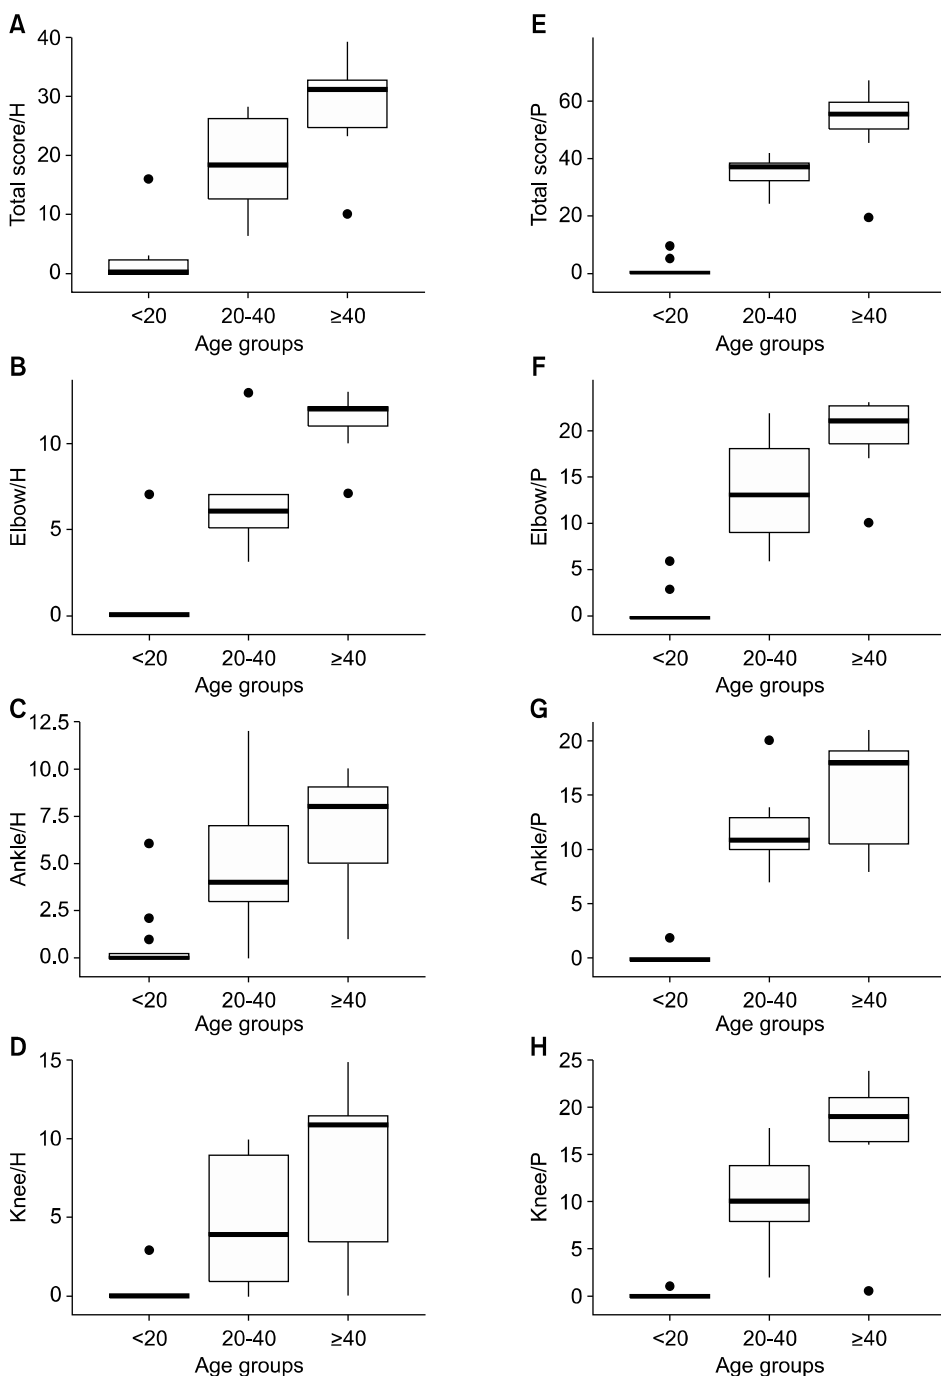 A
Total score/H
40
30
20
10
0
<20 20-40 ≥40
Age groups
E
Total score/P
60
40
20
0
<20 20-40 ≥40
Age groups
B
Elbow/H
10
5
0
<20 20-40 ≥40
Age groups
F
Elbow/P
20
15
10
5
0
<20 20-40 ≥40
Age groups
C
Ankle/H
12.5
10.0
7.5
5.0
2.5
0.0
<20 20-40 ≥40
Age groups
G
Ankle/P
20
15
10
5
0
<20 20-40 ≥40
Age groups
D
Knee/H
15
10
5
0
<20 20-40 ≥40
Age groups
H
Knee/P
25
20
15
10
5
0
<20 20-40 ≥40
Age groups